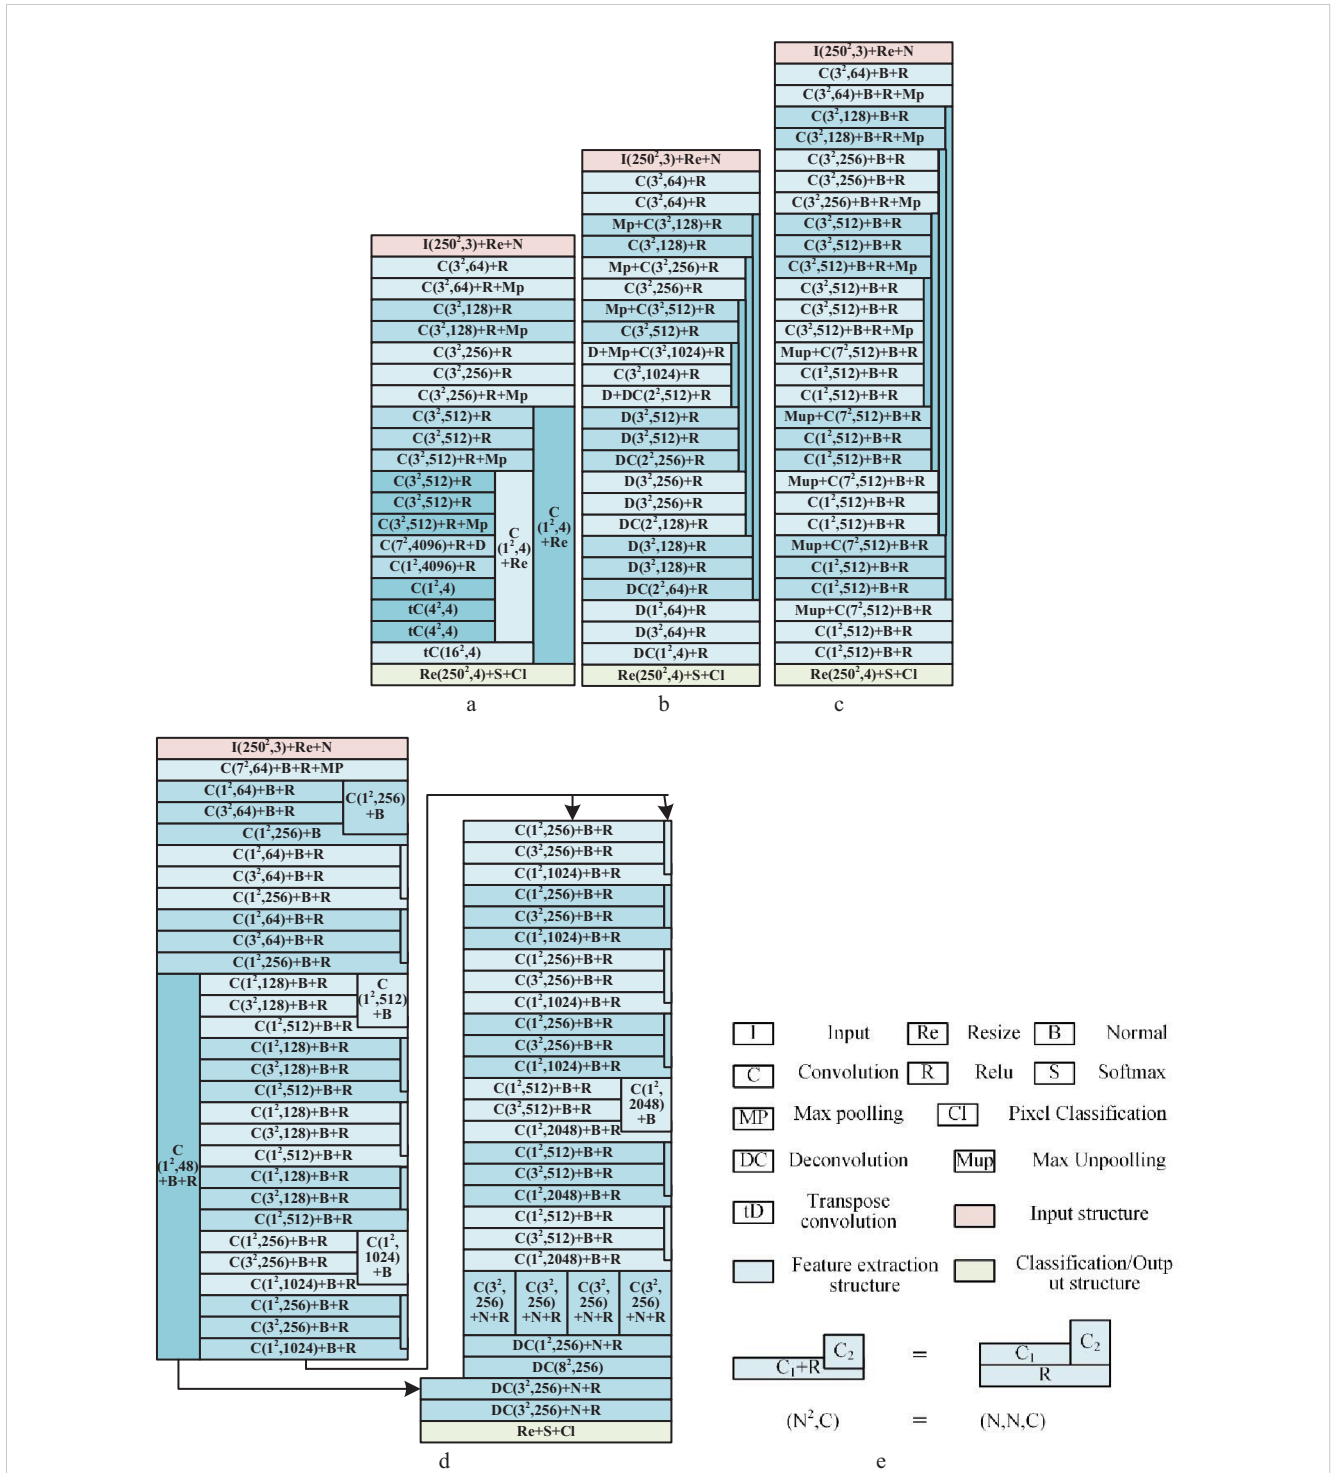 I(250²,3)+Re+N
C(3²,64)+R
C(3²,64)+R+Mp
C(3²,128)+R
C(3²,128)+R+Mp
C(3²,256)+R
C(3²,256)+R
C(3²,256)+R+Mp
C(3²,512)+R
C(3²,512)+R
C(3²,512)+R+Mp
C(3²,512)+R
C(3²,512)+R
C(3²,512)+R+Mp
C(7²,4096)+R+D
C(1²,4096)+R
C(1²,4)
tC(4²,4)
tC(4²,4)
tC(16²,4)
C
(1²,4)
+Re
C
(1²,4)
+Re
Re(250²,4)+S+Cl
a
I(250²,3)+Re+N
C(3²,64)+R
C(3²,64)+R
Mp+C(3²,128)+R
C(3²,128)+R
Mp+C(3²,256)+R
C(3²,256)+R
Mp+C(3²,512)+R
C(3²,512)+R
D+Mp+C(3²,1024)+R
C(3²,1024)+R
D+DC(2²,512)+R
D(3²,512)+R
D(3²,512)+R
DC(2²,256)+R
D(3²,256)+R
D(3²,256)+R
DC(2²,128)+R
D(3²,128)+R
D(3²,128)+R
DC(2²,64)+R
D(1²,64)+R
D(3²,64)+R
DC(1²,4)+R
Re(250²,4)+S+Cl
b
I(250²,3)+Re+N
C(3²,64)+B+R
C(3²,64)+B+R+Mp
C(3²,128)+B+R
C(3²,128)+B+R+Mp
C(3²,256)+B+R
C(3²,256)+B+R
C(3²,256)+B+R+Mp
C(3²,512)+B+R
C(3²,512)+B+R
C(3²,512)+B+R+Mp
C(3²,512)+B+R
C(3²,512)+B+R
C(3²,512)+B+R+Mp
Mup+C(7²,512)+B+R
C(1²,512)+B+R
C(1²,512)+B+R
Mup+C(7²,512)+B+R
C(1²,512)+B+R
C(1²,512)+B+R
Mup+C(7²,512)+B+R
C(1²,512)+B+R
C(1²,512)+B+R
Mup+C(7²,512)+B+R
C(1²,512)+B+R
C(1²,512)+B+R
Mup+C(7²,512)+B+R
C(1²,512)+B+R
C(1²,512)+B+R
Re(250²,4)+S+Cl
c
I(250²,3)+Re+N
C(7²,64)+B+R+MP
C(1²,64)+B+R
C(3²,64)+B+R
C(1²,256)+B
C(1²,256)
+B
C(1²,64)+B+R
C(3²,64)+B+R
C(1²,256)+B+R
C(1²,64)+B+R
C(3²,64)+B+R
C(1²,256)+B+R
C
(1²,48)
+B+R
C(1²,128)+B+R
C(3²,128)+B+R
C(1²,512)+B+R
C
(1²,512)
+B
C(1²,128)+B+R
C(3²,128)+B+R
C(1²,512)+B+R
C(1²,128)+B+R
C(3²,128)+B+R
C(1²,512)+B+R
C(1²,128)+B+R
C(3²,128)+B+R
C(1²,512)+B+R
C(1²,256)+B+R
C(3²,256)+B+R
C(1²,1024)+B+R
C(1²,
1024)
+B
C(1²,256)+B+R
C(3²,256)+B+R
C(1²,1024)+B+R
C(1²,256)+B+R
C(3²,256)+B+R
C(1²,1024)+B+R
C(1²,256)+B+R
C(3²,256)+B+R
C(1²,1024)+B+R
C(1²,256)+B+R
C(3²,256)+B+R
C(1²,1024)+B+R
C(1²,256)+B+R
C(3²,256)+B+R
C(1²,1024)+B+R
C(1²,512)+B+R
C(3²,512)+B+R
C(1²,2048)+B+R
C(1²,
2048)
+B
C(1²,512)+B+R
C(3²,512)+B+R
C(1²,2048)+B+R
C(1²,512)+B+R
C(3²,512)+B+R
C(1²,2048)+B+R
C(3², C(3², C(3², C(3²,
256) 256) 256) 256)
+N+R +N+R +N+R +N+R
DC(1²,256)+N+R
DC(8²,256)
DC(3²,256)+N+R
DC(3²,256)+N+R
Re+S+Cl
d
I Input Re Resize B Normal
C Convolution R Relu S Softmax
MP Max poolling Cl Pixel Classification
DC Deconvolution Mup Max Unpoolling
tD Transpose convolution Input structure
Feature extraction structure Classification/Outp
ut structure
C₁+R C₂ = C₁ C₂
R
(N²,C) = (N,N,C)
e